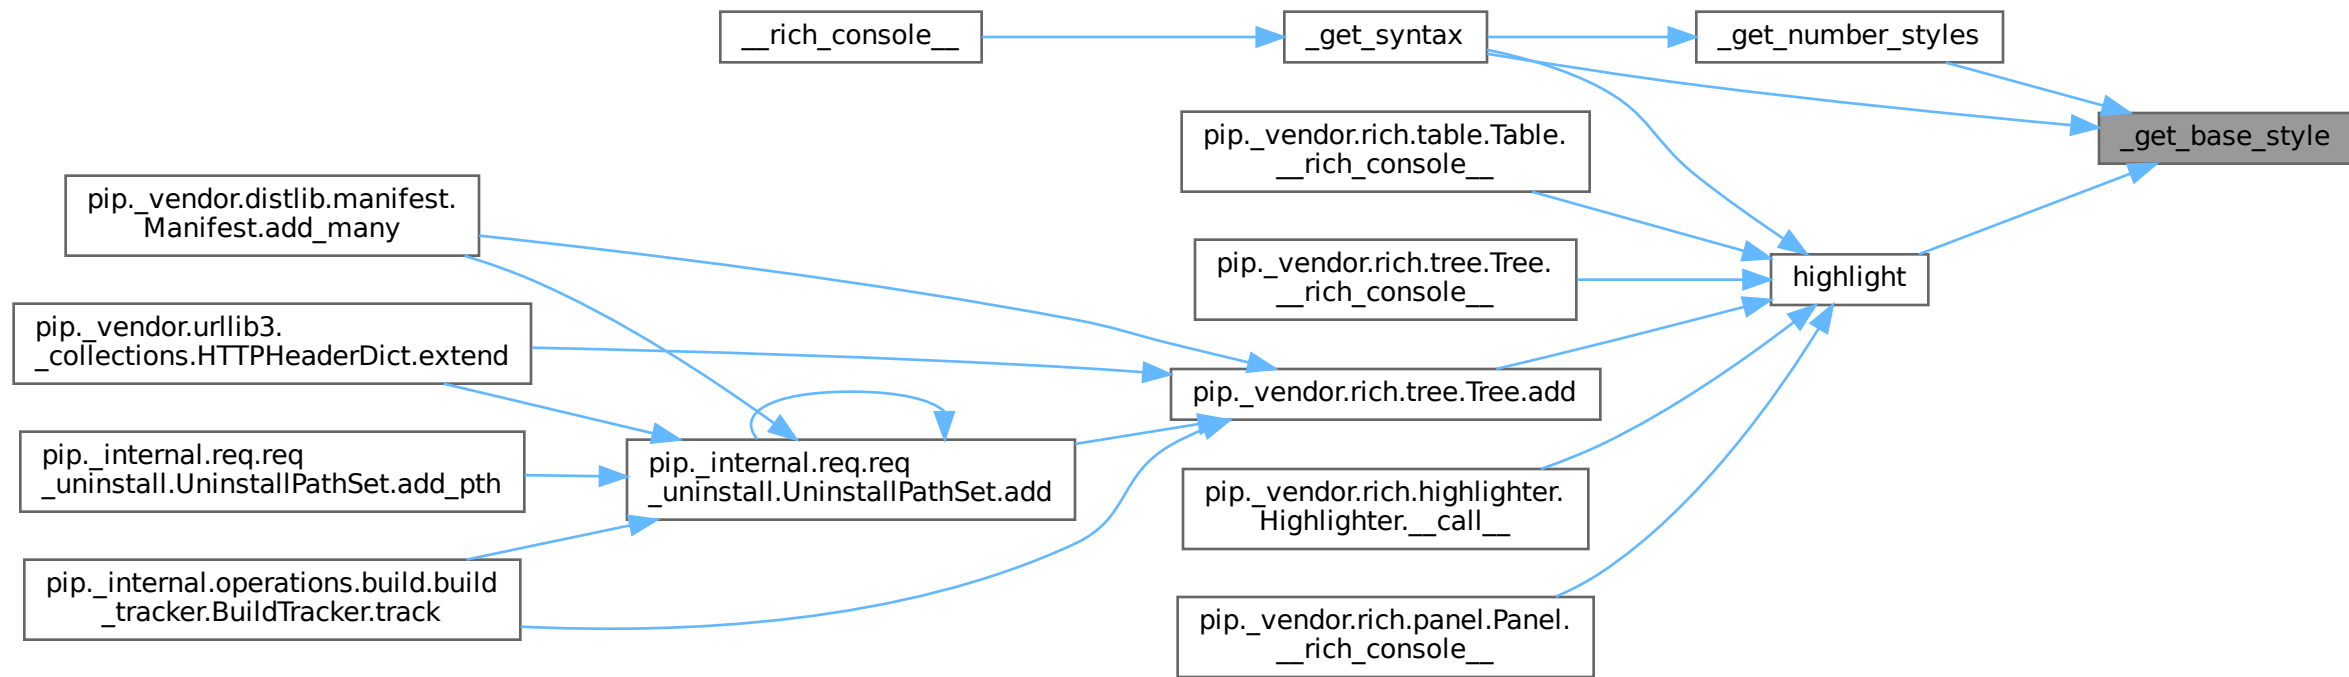 __rich_console__
_get_syntax
_get_number_styles
pip._vendor.rich.table.Table.
__rich_console__
_get_base_style
pip._vendor.distlib.manifest.
Manifest.add_many
pip._vendor.rich.tree.Tree.
__rich_console__
highlight
pip._vendor.urllib3.
_collections.HTTPHeaderDict.extend
pip._vendor.rich.tree.Tree.add
pip._internal.req.req
_uninstall.UninstallPathSet.add_pth
pip._internal.req.req
_uninstall.UninstallPathSet.add
pip._vendor.rich.highlighter.
Highlighter.__call__
pip._internal.operations.build.build
_tracker.BuildTracker.track
pip._vendor.rich.panel.Panel.
__rich_console__